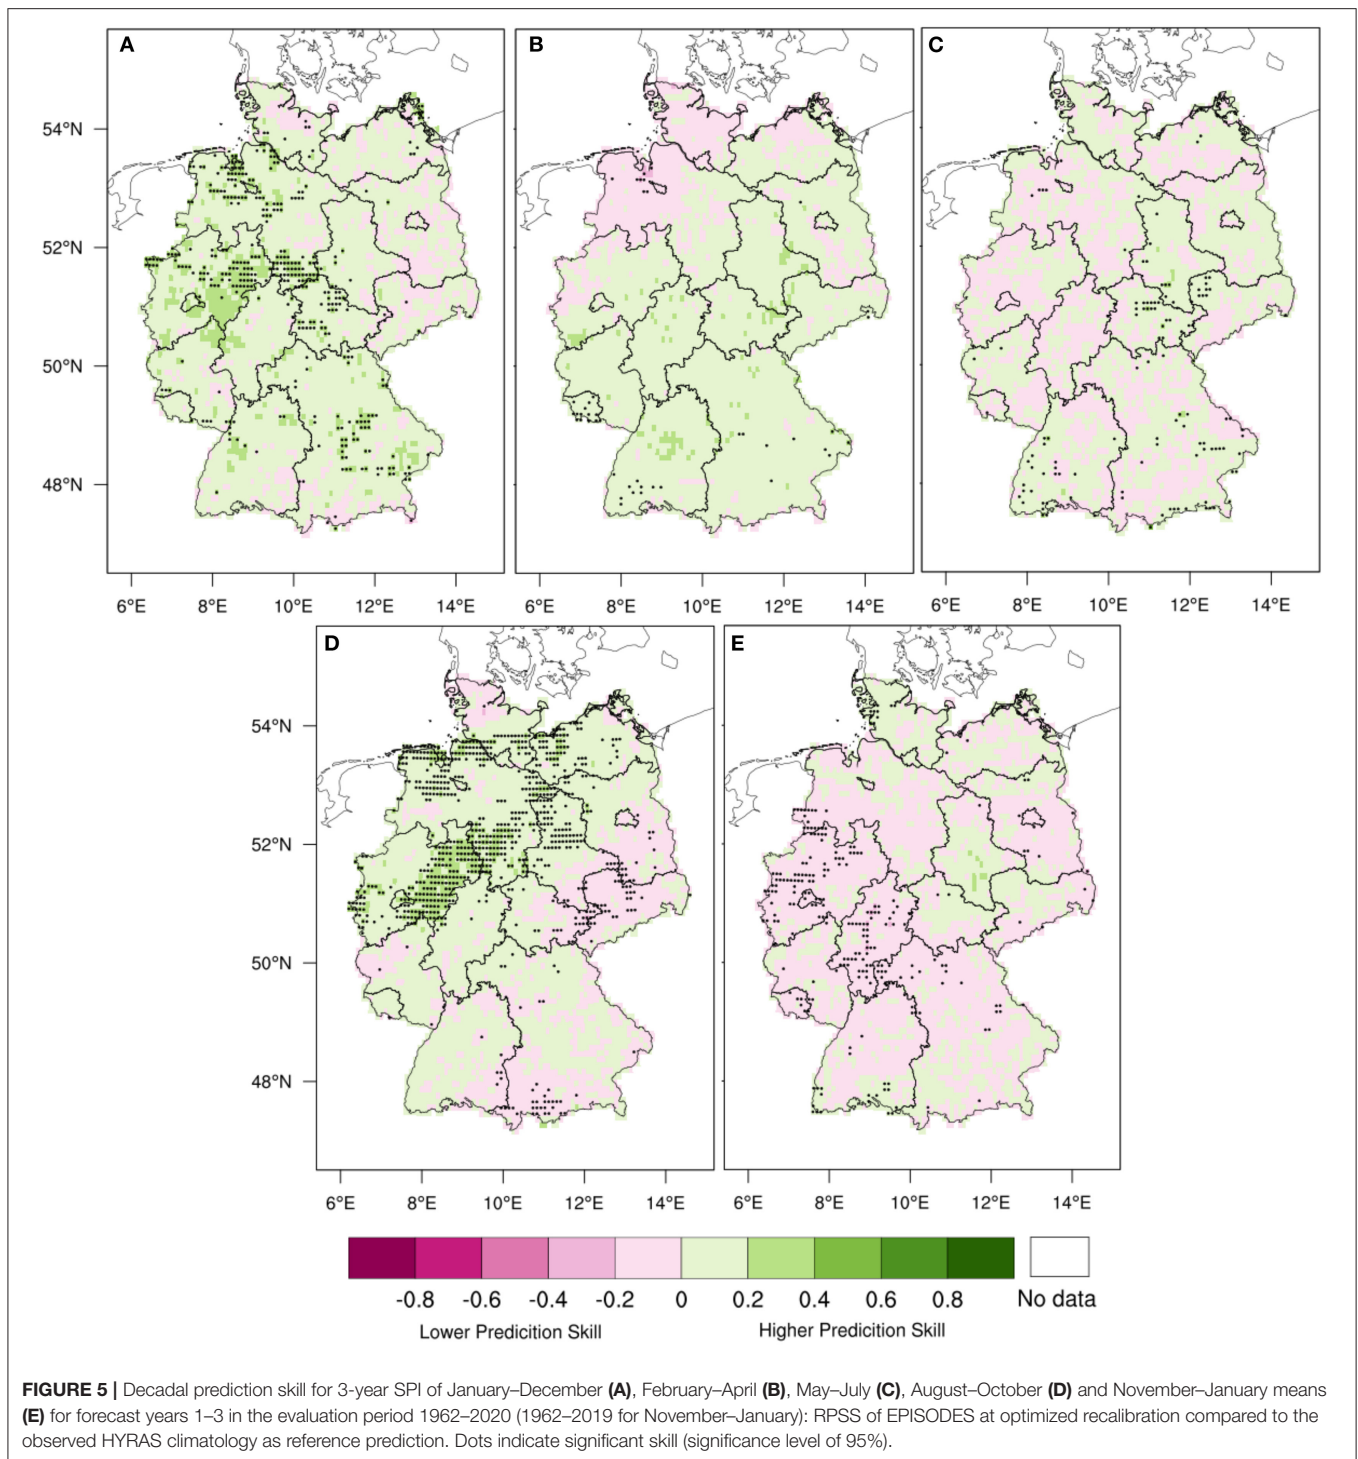 A
B
C
54°N
52°N
50°N
48°N
6°E 8°E 10°E 12°E 14°E 6°E 8°E 10°E 12°E 14°E 6°E 8°E 10°E 12°E 14°E
D
E
54°N
52°N
50°N
48°N
6°E 8°E 10°E 12°E 14°E 6°E 8°E 10°E 12°E 14°E
-0.8 -0.6 -0.4 -0.2 0 0.2 0.4 0.6 0.8 No data
Lower Predicition Skill Higher Predicition Skill
FIGURE 5 | Decadal prediction skill for 3-year SPI of January–December (A), February–April (B), May–July (C), August–October (D) and November–January means
(E) for forecast years 1–3 in the evaluation period 1962–2020 (1962–2019 for November–January): RPSS of EPISODES at optimized recalibration compared to the
observed HYRAS climatology as reference prediction. Dots indicate significant skill (significance level of 95%).